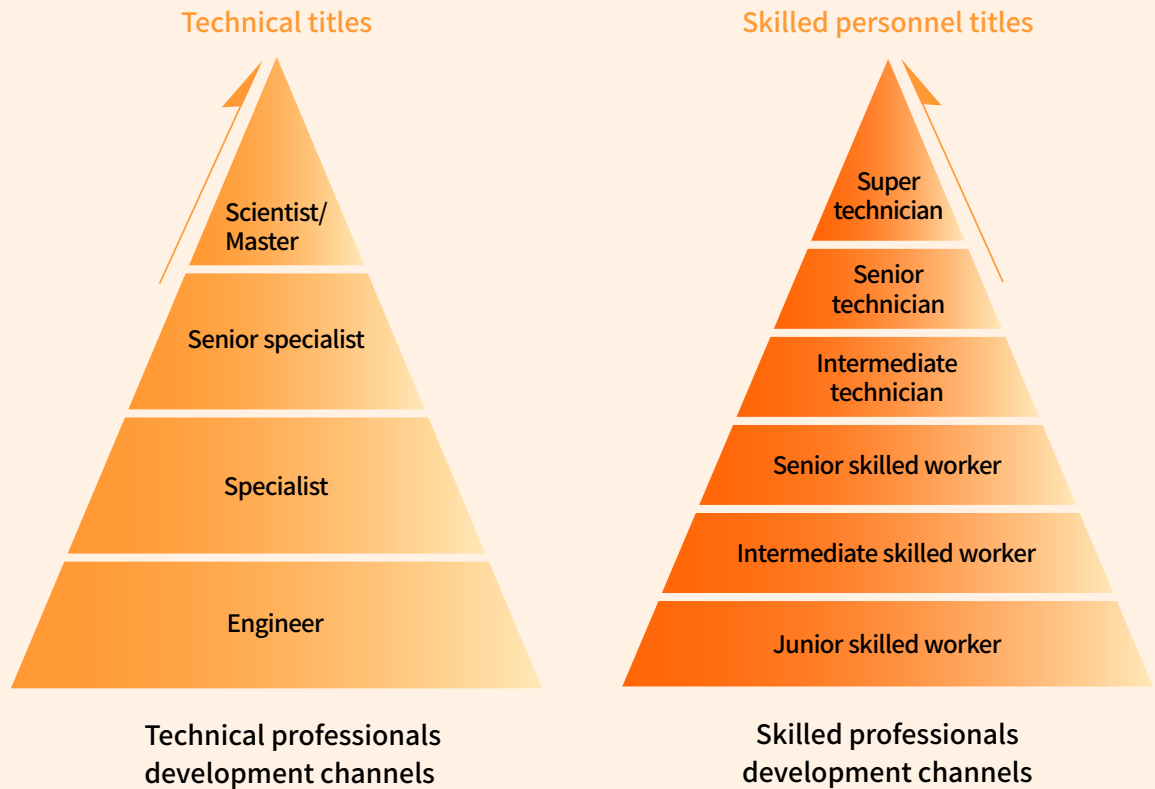 Technical titles
Scientist/
Master
Senior specialist
Specialist
Engineer
Technical professionals
development channels
Skilled personnel titles
Super
technician
Senior
technician
Intermediate
technician
Senior skilled worker
Intermediate skilled worker
Junior skilled worker
Skilled professionals
development channels